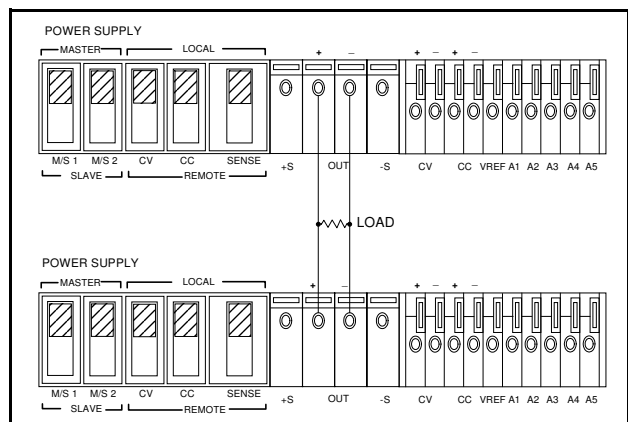 POWER SUPPLY
MASTER LOCAL
+ − + − + −
M/S 1 M/S 2 CV CC SENSE +S OUT -S CV CC VREF A1 A2 A3 A4 A5
SLAVE REMOTE
LOAD
POWER SUPPLY
MASTER LOCAL
+ − + − + −
M/S 1 M/S 2 CV CC SENSE +S OUT -S CV CC VREF A1 A2 A3 A4 A5
SLAVE REMOTE